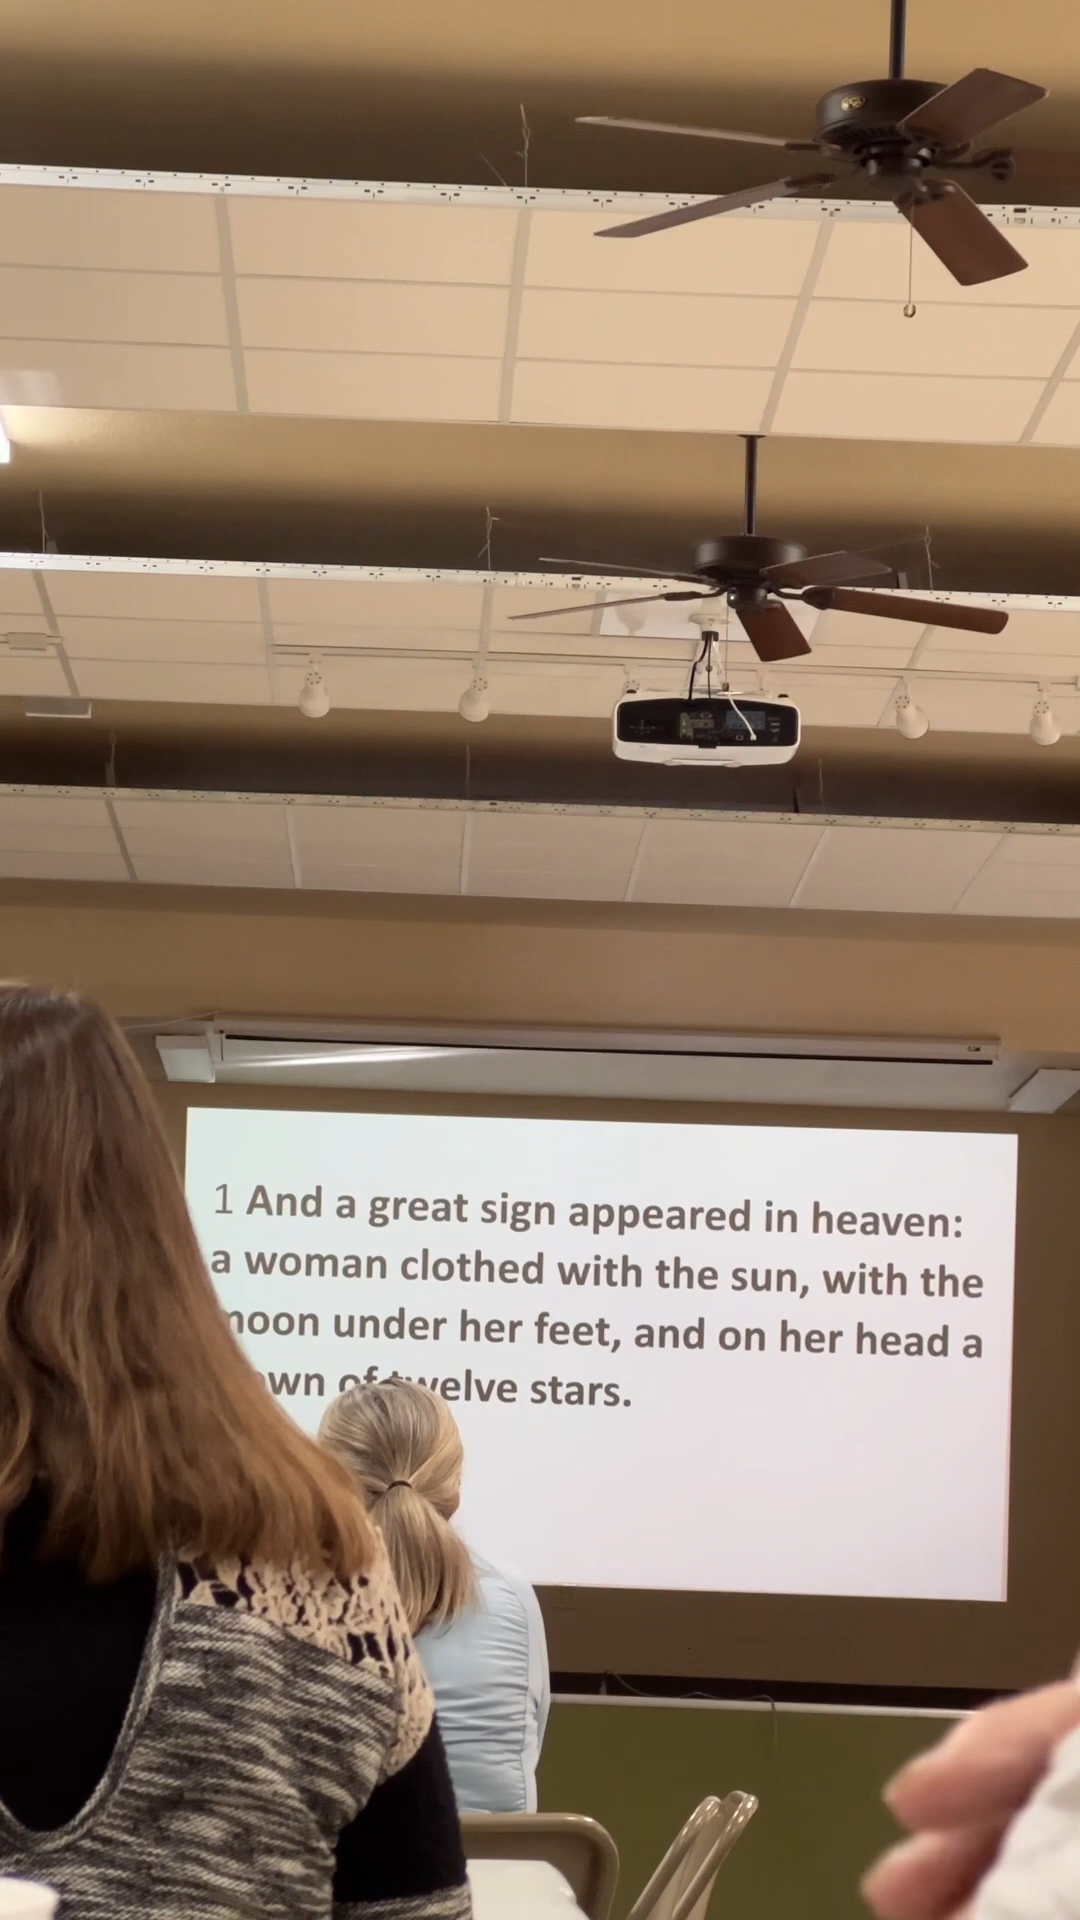 1 And a great sign appeared in heaven:
a woman clothed with the sun, with the
under her feet, and on her head a
stars.